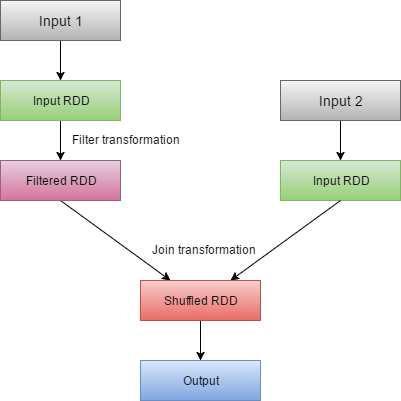 Input 1
Input RDD
Filter transformation
Filtered RDD
Input 2
Input RDD
Join transformation
Shuffled RDD
Output